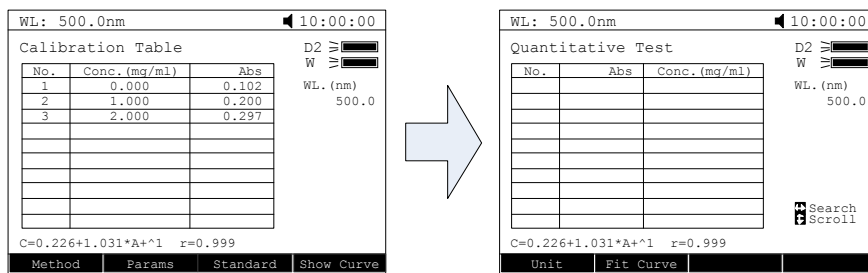 WL: 500.0nm 10:00:00
Calibration Table D2
W
No. Conc.(mg/ml) Abs
1 0.000 0.102
2 1.000 0.200
3 2.000 0.297
WL.(nm)
500.0
C=0.226+1.031*A+^1 r=0.999
Method Params Standard Show Curve
WL: 500.0nm 10:00:00
Quantitative Test D2
W
No. Abs Conc.(mg/ml)
WL.(nm)
500.0
Search
Scroll
C=0.226+1.031*A+^1 r=0.999
Unit Fit Curve